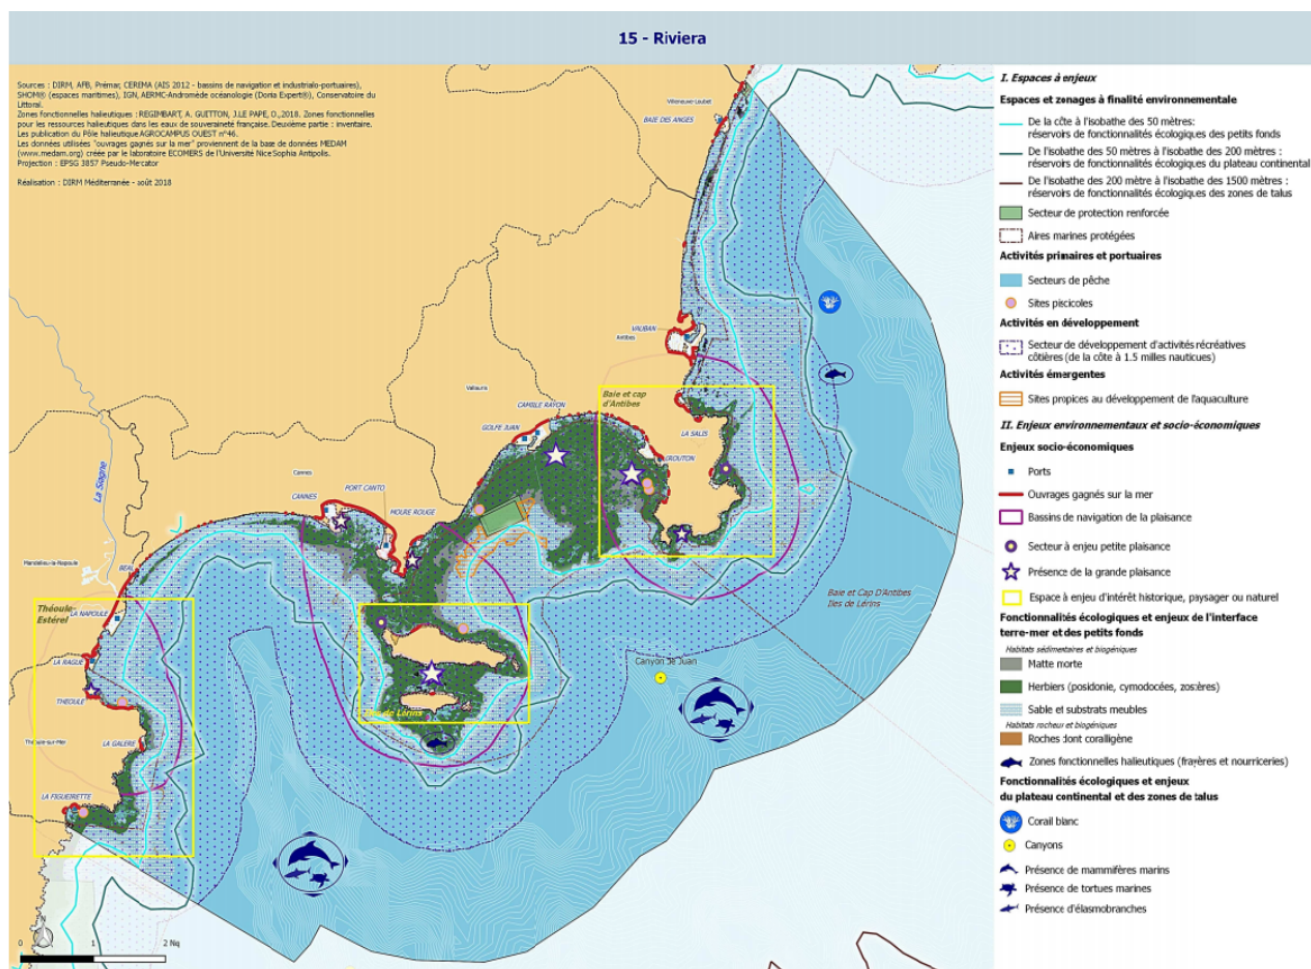 15 - Riviera
Sources : DIRM, AFB, Prémar, CEREMA (AIS 2012 - bassins de navigation et industrialo-portuaires),
SHOM® (espaces maritimes), IGN, AERMC-Andromède océanologie (Doria Expert®), Conservatoire du
Littoral.
Zones fonctionnelles halieutiques : REGIMBART, A. GUITTON, J.LE PAPE, O.,2018. Zones fonctionnelles
pour les ressources halieutiques dans les eaux de souveraineté française. Deuxième partie : inventaire.
Les publication du Pôle halieutique AGROCAMPUS OUEST n°46.
Les données utilisées "ouvrages gagnés sur la mer" proviennent de la base de données MEDAM
(www.medam.org) créée par le laboratoire ECOMERS de l'Université Nice Sophia Antipolis.
Projection : EPSG 3857 Pseudo-Mercator
Réalisation : DIRM Méditerranée - août 2018
Villeneuve-Loubet
BAIE DES ANGES
VAUBAN
Antibes
Vallauris
CAMILLE RAYON
GOLFE JUAN
Baie et cap
d'Antibes
LA SALIS
CROUTON
La Siagne
Cannes
CANNES
PORT CANTO
MOURE ROUGE
Mandelieu-la-Napoule
BEAL
Théoule-
Estérel
LA NAPOULE
LA RAGUE
THEOULE
LA GALERE
Théoule-sur-Mer
LA FIGUEIRETTE
Iles de Lérins
Baie et Cap D'Antibes
Iles de Lérins
Canyon de Juan
N
0 1 2 Nq
I. Espaces à enjeux
Espaces et zonages à finalité environnementale
De la côte à l'isobathe des 50 mètres:
réservoirs de fonctionnalités écologiques des petits fonds
De l'isobathe des 50 mètres à l'isobathe des 200 mètres :
réservoirs de fonctionnalités écologiques du plateau continental
De l'isobathe des 200 mètre à l'isobathe des 1500 mètres :
réservoirs de fonctionnalités écologiques des zones de talus
Secteur de protection renforcée
Aires marines protégées
Activités primaires et portuaires
Secteurs de pêche
Sites piscicoles
Activités en développement
Secteur de développement d'activités récréatives
côtières (de la côte à 1.5 milles nauticues)
Activités émergentes
Sites propices au développement de l'aquaculture
II. Enjeux environnementaux et socio-économiques
Enjeux socio-économiques
Ports
Ouvrages gagnés sur la mer
Bassins de navigation de la plaisance
Secteur à enjeu petite plaisance
Présence de la grande plaisance
Espace à enjeu d'intérêt historique, paysager ou naturel
Fonctionnalités écologiques et enjeux de l'interface
terre-mer et des petits fonds
Habitats sédimentaires et biogéniques
Matte morte
Herbiers (posidonie, cymodocées, zostères)
Sable et substrats meubles
Habitats rocheux et biogéniques
Roches dont coralligène
Zones fonctionnelles halieutiques (frayères et nourriceries)
Fonctionnalités écologiques et enjeux
du plateau continental et des zones de talus
Corail blanc
Canyons
Présence de mammifères marins
Présence de tortues marines
Présence d'élasmobranches